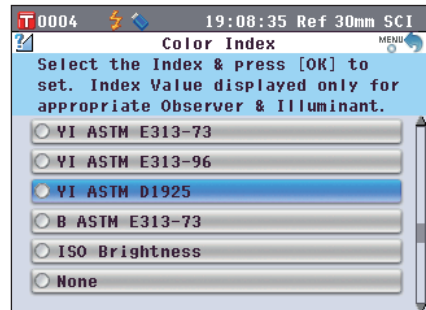 T0004 19:08:35 Ref 30mm SCI
Color Index MENU
Select the Index & press [OK] to
set. Index Value displayed only for
appropriate Observer & Illuminant.
YI ASTM E313-73
YI ASTM E313-96
YI ASTM D1925
B ASTM E313-73
ISO Brightness
None